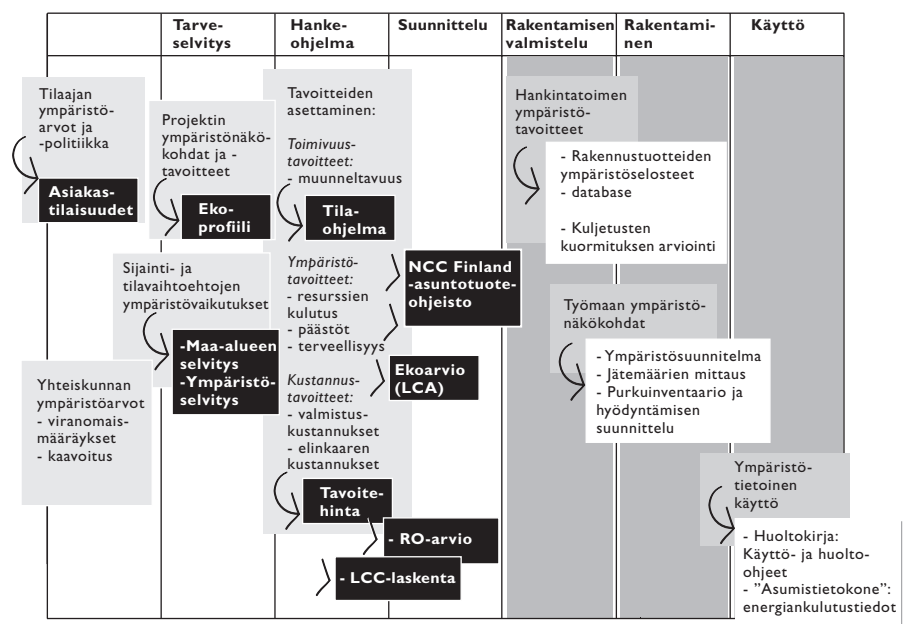 Tarve-
selvitys
Hanke-
ohjelma
Suunnittelu
Rakentamisen
valmistelu
Rakentami-
nen
Käyttö
Tilaajan
ympäristö-
arvot ja
-politiikka
Asiakas-
tilaisuudet
Yhteiskunnan
ympäristöarvot
- viranomais-
määräykset
- kaavoitus
Projektin
ympäristönäkö-
kohdat ja -
tavoitteet
Eko-
profiili
Sijainti- ja
tilavaihtoehtojen
ympäristövaikutukset
-Maa-alueen
selvitys
-Ympäristö-
selvitys
Tavoitteiden
asettaminen:
Toimivuus-
tavoitteet:
- muunneltavuus
Tila-
ohjelma
Ympäristö-
tavoitteet:
- resurssien
kulutus
- päästöt
- terveellisyys
Kustannus-
tavoitteet:
- valmistus-
kustannukset
- elinkaaren
kustannukset
Tavoite-
hinta
- RO-arvio
- LCC-laskenta
NCC Finland
-asuntotuote-
ohjeisto
Ekoarvio
(LCA)
Hankintatoimen
ympäristö-
tavoitteet
- Rakennustuotteiden
ympäristöselosteet
- database
- Kuljetusten
kuormituksen arviointi
Työmaan ympäristö-
näkökohdat
- Ympäristösuunnitelma
- Jätemäärien mittaus
- Purkuinventaario ja
hyödyntämisen
suunnittelu
Ympäristö-
tietoinen
käyttö
- Huoltokirja:
Käyttö- ja huolto-
ohjeet
- "Asumistietokone":
energiankulutustiedot